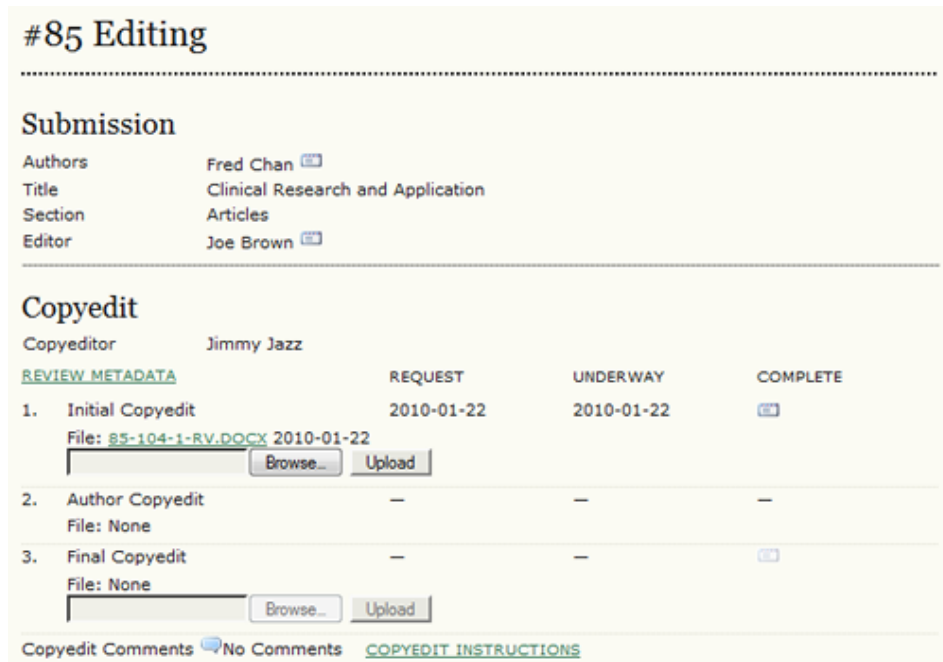 #85 Editing
Submission
Authors Fred Chan
Title Clinical Research and Application
Section Articles
Editor Joe Brown
Copyedit
Copyeditor Jimmy Jazz
REVIEW METADATA REQUEST UNDERWAY COMPLETE
1. Initial Copyedit 2010-01-22 2010-01-22
File: 85-104-1-RV.DOCX 2010-01-22
Browse... Upload
2. Author Copyedit — — —
File: None
3. Final Copyedit — —
File: None
Browse... Upload
Copyedit Comments No Comments COPYEDIT INSTRUCTIONS